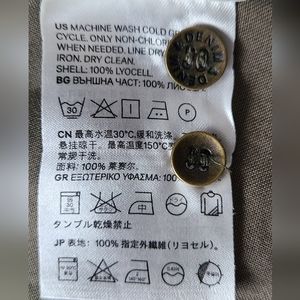 US MACHINE WASH COLD GE
CYCLE. ONLY NON-CHLOR
WHEN NEEDED. LINE DRY
IRON. DRY CLEAN.
SHELL: 100% LYOCELL
BG ВЪНШНА ЧАСТ: 100% ЛИО
DENIM DENIM
30
CN 最高水温30°C,缓和洗涤
悬挂晾干。最高温度150°C
常规干洗。
面料: 100% 莱赛尔。
GR ΕΞΩΤΕΡΙΚΟ ΥΦΑΣΜΑ: 100
30
タンブル乾燥禁止
JP 表地: 100% 指定外繊維(リヨセル)